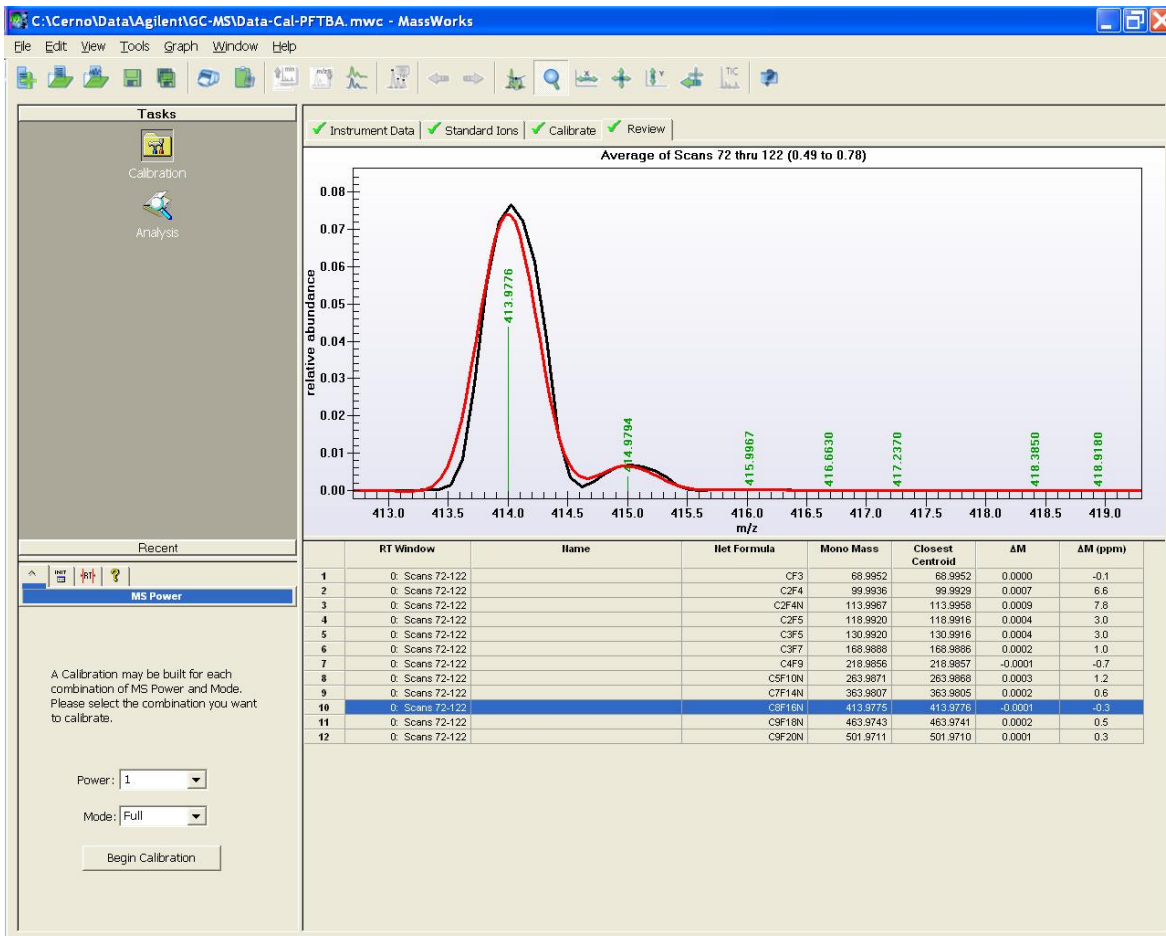 C:\Cerno\Data\Agilent\GC-MS\Data-Cal-PFTBA.mwc - MassWorks
File Edit View Tools Graph Window Help
Tasks
Calibration
Analysis
Recent
Instrument Data Standard Ions Calibrate Review
Average of Scans 72 thru 122 (0.49 to 0.78)
relative abundance
0.08
0.07
0.06
0.05
0.04
0.03
0.02
0.01
0.00
413.9776
414.9794
415.9967
416.6630
417.2370
418.3850
418.9180
413.0 413.5 414.0 414.5 415.0 415.5 416.0 416.5 417.0 417.5 418.0 418.5 419.0
m/z
RT Window Name Net Formula Mono Mass Closest Centroid ΔM ΔM (ppm)
1 0: Scans 72-122 CF3 68.9952 68.9952 0.0000 -0.1
2 0: Scans 72-122 C2F4 99.9936 99.9929 0.0007 6.6
3 0: Scans 72-122 C2F4N 113.9967 113.9958 0.0009 7.8
4 0: Scans 72-122 C2F5 118.9920 118.9916 0.0004 3.0
5 0: Scans 72-122 C3F5 130.9920 130.9916 0.0004 3.0
6 0: Scans 72-122 C3F7 168.9888 168.9886 0.0002 1.0
7 0: Scans 72-122 C4F9 218.9856 218.9857 -0.0001 -0.7
8 0: Scans 72-122 C5F10N 263.9871 263.9868 0.0003 1.2
9 0: Scans 72-122 C7F14N 363.9807 363.9805 0.0002 0.6
10 0: Scans 72-122 C8F16N 413.9775 413.9776 -0.0001 -0.3
11 0: Scans 72-122 C9F18N 463.9743 463.9741 0.0002 0.5
12 0: Scans 72-122 C9F20N 501.9711 501.9710 0.0001 0.3
INIT RT ?
MS Power
A Calibration may be built for each
combination of MS Power and Mode.
Please select the combination you want
to calibrate.
Power: 1
Mode: Full
Begin Calibration